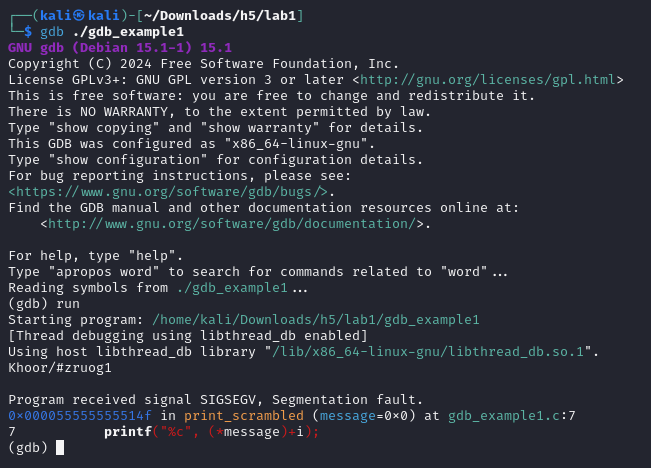 ┌──(kali㉿kali)-[~/Downloads/h5/lab1]
└─$ gdb ./gdb_example1
GNU gdb (Debian 15.1-1) 15.1
Copyright (C) 2024 Free Software Foundation, Inc.
License GPLv3+: GNU GPL version 3 or later <http://gnu.org/licenses/gpl.html>
This is free software: you are free to change and redistribute it.
There is NO WARRANTY, to the extent permitted by law.
Type "show copying" and "show warranty" for details.
This GDB was configured as "x86_64-linux-gnu".
Type "show configuration" for configuration details.
For bug reporting instructions, please see:
<https://www.gnu.org/software/gdb/bugs/>.
Find the GDB manual and other documentation resources online at:
    <http://www.gnu.org/software/gdb/documentation/>.

For help, type "help".
Type "apropos word" to search for commands related to "word"...
Reading symbols from ./gdb_example1...
(gdb) run
Starting program: /home/kali/Downloads/h5/lab1/gdb_example1
[Thread debugging using libthread_db enabled]
Using host libthread_db library "/lib/x86_64-linux-gnu/libthread_db.so.1".
Khoor/#zruog1

Program received signal SIGSEGV, Segmentation fault.
0x000055555555514f in print_scrambled (message=0x0) at gdb_example1.c:7
7           printf("%c", (*message)+i);
(gdb)